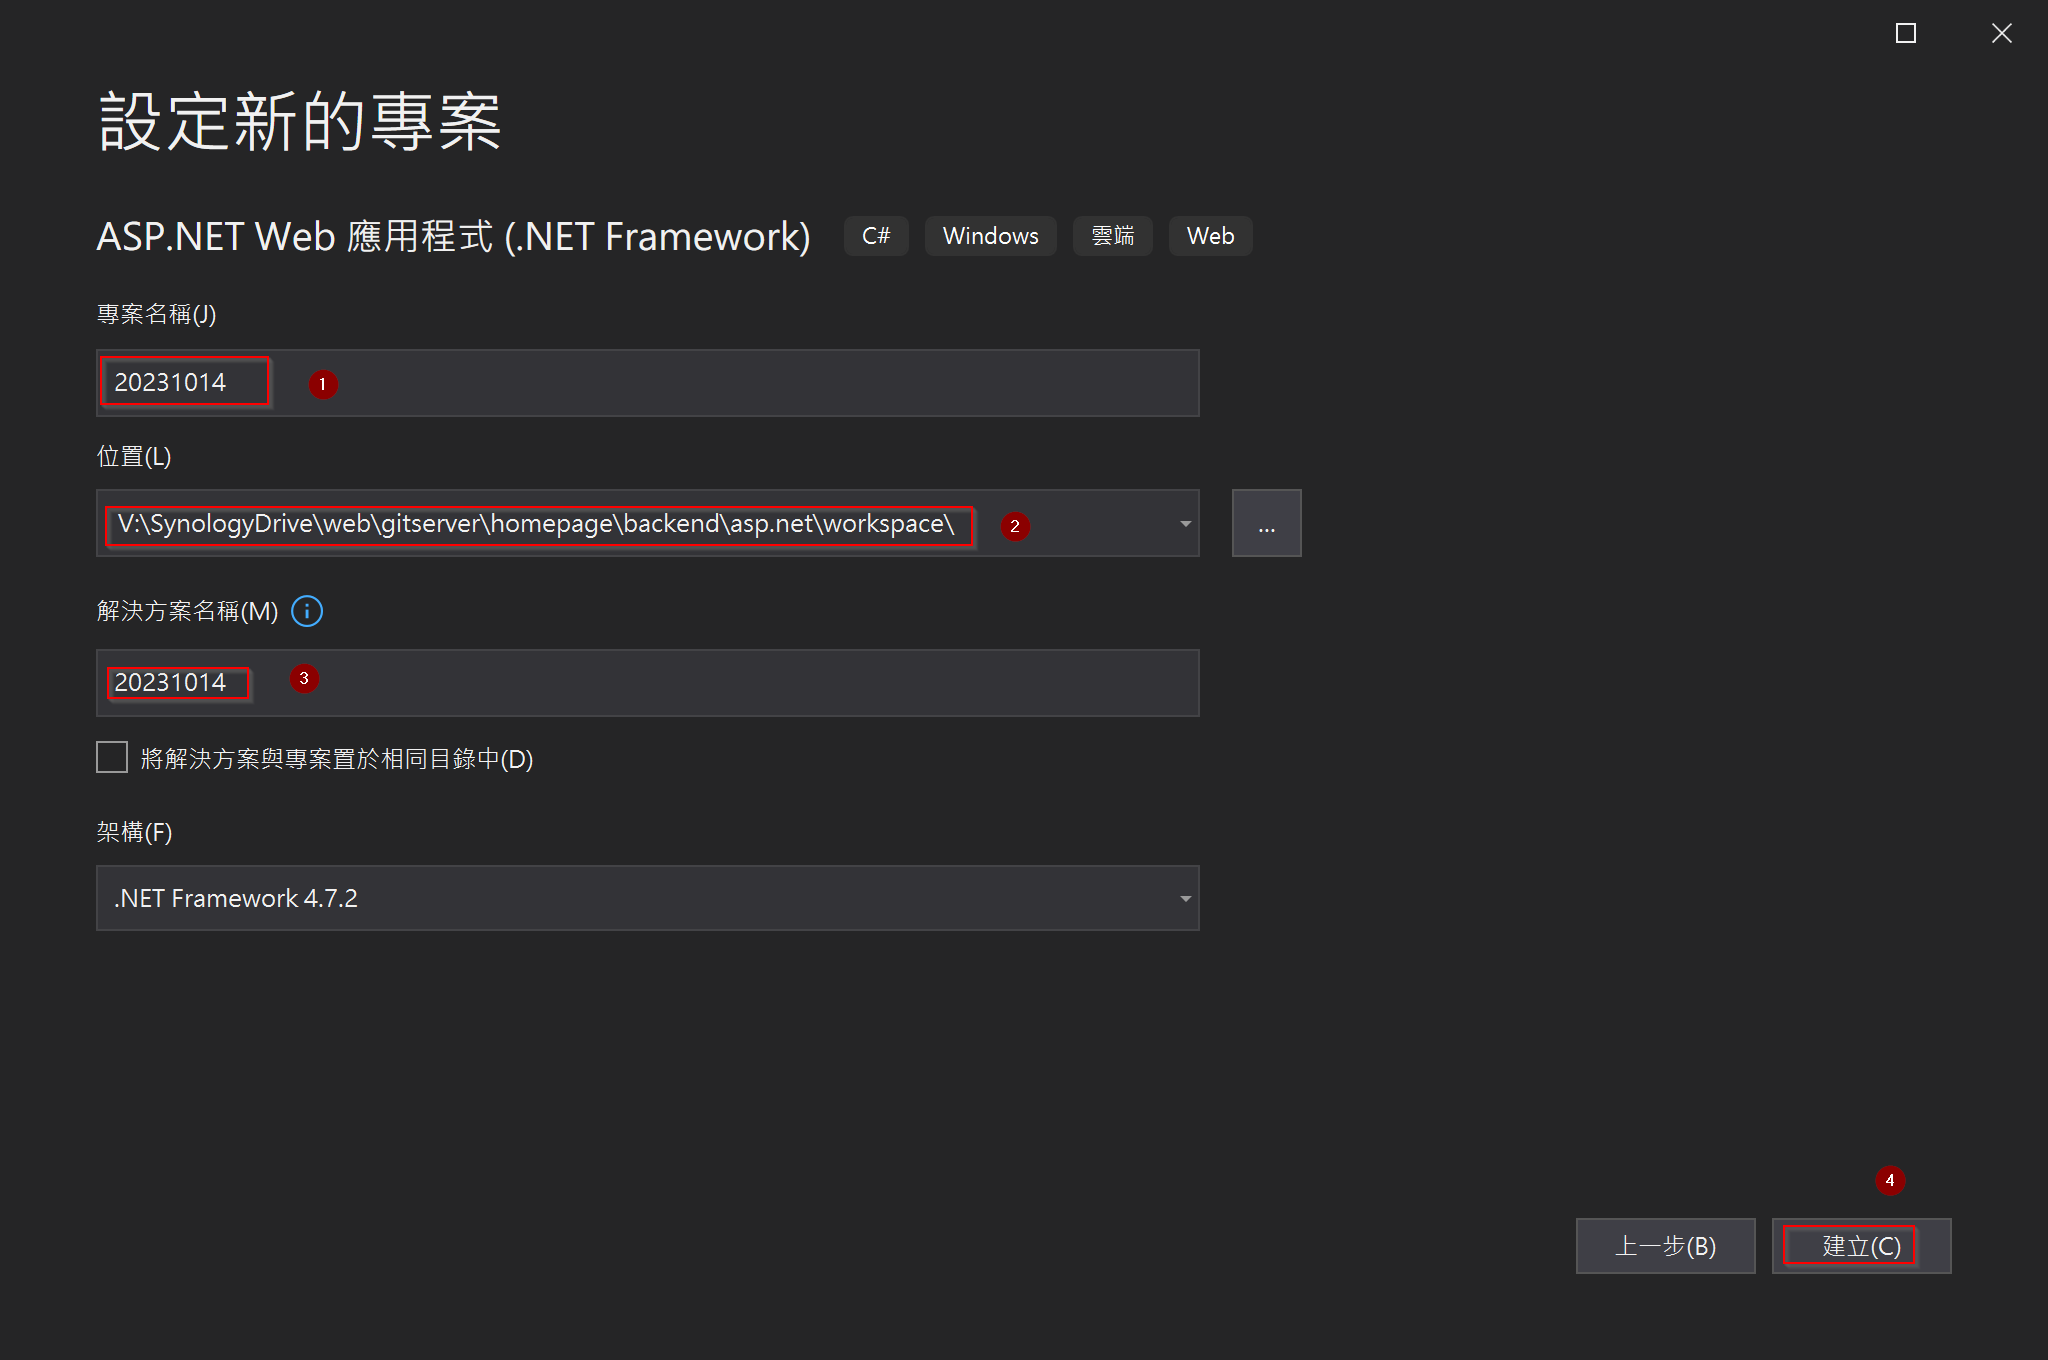 設定新的專案
ASP.NET Web 應用程式 (.NET Framework) C# Windows 雲端 Web
專案名稱(J)
20231014 1
位置(L)
V:\SynologyDrive\web\gitserver\homepage\backend\asp.net\workspace\ 2 ...
解決方案名稱(M) i
20231014 3
將解決方案與專案置於相同目錄中(D)
架構(F)
.NET Framework 4.7.2
4
上一步(B) 建立(C)